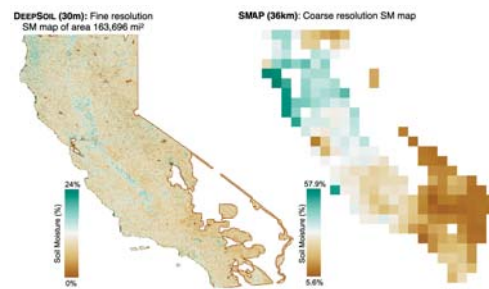 DEEPSOIL (30m): Fine resolution
SM map of area 163,696 mi²
SMAP (36km): Coarse resolution SM map
24%
Soil Moisture (%)
0%
57.9%
Soil Moisture (%)
5.6%